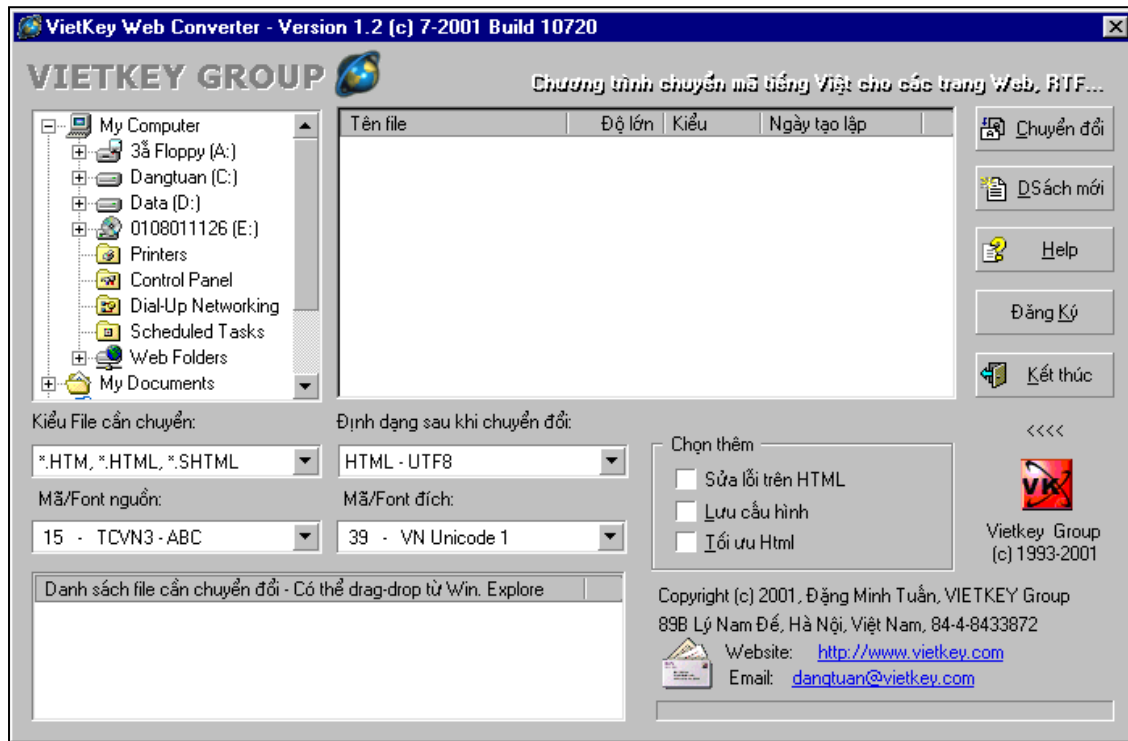 VietKey Web Converter - Version 1.2 (c) 7-2001 Build 10720
VIETKEY GROUP
Chương trình chuyển mã tiếng Việt cho các trang Web, RTF...
My Computer
3ẳ Floppy (A:)
Dangtuan (C:)
Data (D:)
0108011126 (E:)
Printers
Control Panel
Dial-Up Networking
Scheduled Tasks
Web Folders
My Documents
Tên file Độ lớn Kiểu Ngày tạo lập
Chuyển đổi
DSách mới
Help
Đăng Ký
Kết thúc
Kiểu File cần chuyển:
*.HTM, *.HTML, *.SHTML
Định dạng sau khi chuyển đổi:
HTML - UTF8
Mã/Font nguồn:
15 - TCVN3 - ABC
Mã/Font đích:
39 - VN Unicode 1
Chọn thêm
Sửa lỗi trên HTML
Lưu cấu hình
Tối ưu Html
<<<<
VK
Vietkey Group
(c) 1993-2001
Danh sách file cần chuyển đổi - Có thể drag-drop từ Win. Explore
Copyright (c) 2001, Đặng Minh Tuấn, VIETKEY Group
89B Lý Nam Đế, Hà Nội, Việt Nam, 84-4-8433872
Website: http://www.vietkey.com
Email: dangtuan@vietkey.com